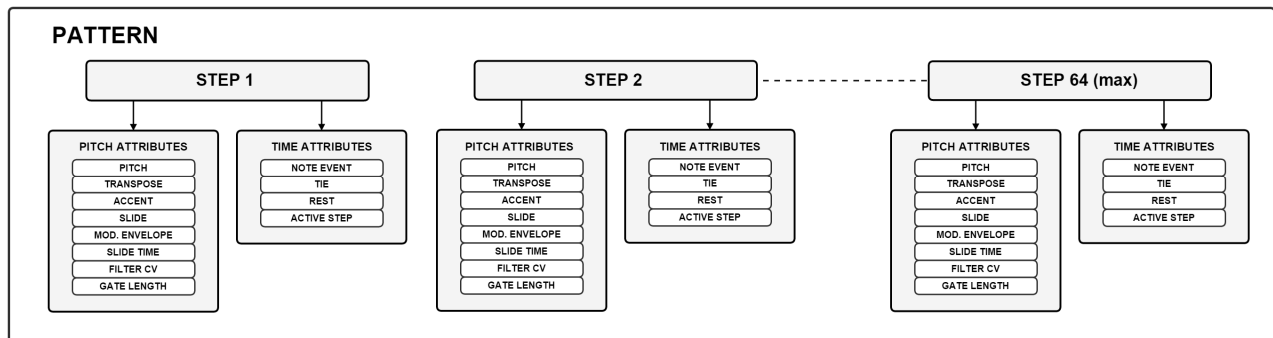 PATTERN
STEP 1
STEP 2
STEP 64 (max)
PITCH ATTRIBUTES
PITCH
TRANSPOSE
ACCENT
SLIDE
MOD. ENVELOPE
SLIDE TIME
FILTER CV
GATE LENGTH
TIME ATTRIBUTES
NOTE EVENT
TIE
REST
ACTIVE STEP
PITCH ATTRIBUTES
PITCH
TRANSPOSE
ACCENT
SLIDE
MOD. ENVELOPE
SLIDE TIME
FILTER CV
GATE LENGTH
TIME ATTRIBUTES
NOTE EVENT
TIE
REST
ACTIVE STEP
PITCH ATTRIBUTES
PITCH
TRANSPOSE
ACCENT
SLIDE
MOD. ENVELOPE
SLIDE TIME
FILTER CV
GATE LENGTH
TIME ATTRIBUTES
NOTE EVENT
TIE
REST
ACTIVE STEP